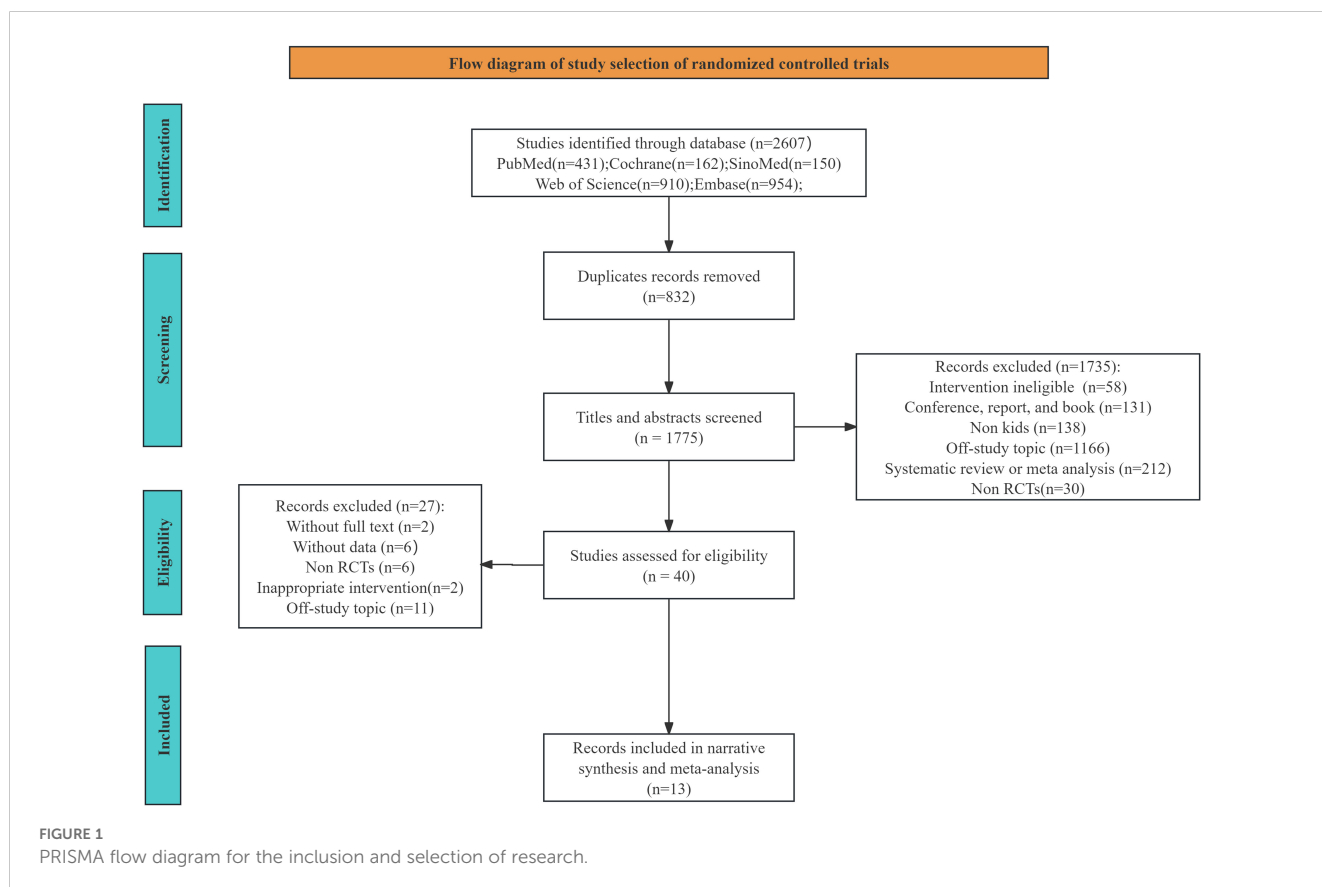 Flow diagram of study selection of randomized controlled trials
Identification
Studies identified through database (n=2607)
PubMed(n=431);Cochrane(n=162);SinoMed(n=150)
Web of Science(n=910);Embase(n=954);
Screening
Duplicates records removed
(n=832)
Titles and abstracts screened
(n = 1775)
Records excluded (n=1735):
Intervention ineligible (n=58)
Conference, report, and book (n=131)
Non kids(n=138)
Off-study topic (n=1166)
Systematic review or meta analysis (n=212)
Non RCTs(n=30)
Eligibility
Records excluded (n=27):
Without full text (n=2)
Without data (n=6)
Non RCTs (n=6)
Inappropriate intervention(n=2)
Off-study topic (n=11)
Studies assessed for eligibility
(n = 40)
Included
Records included in narrative
synthesis and meta-analysis
(n=13)
FIGURE 1
PRISMA flow diagram for the inclusion and selection of research.